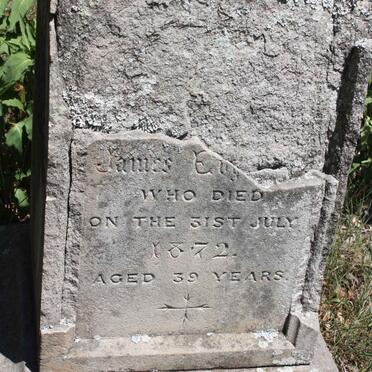 James
WHO DIED
ON THE 31ST JULY
1872.
AGED 39 YEARS.